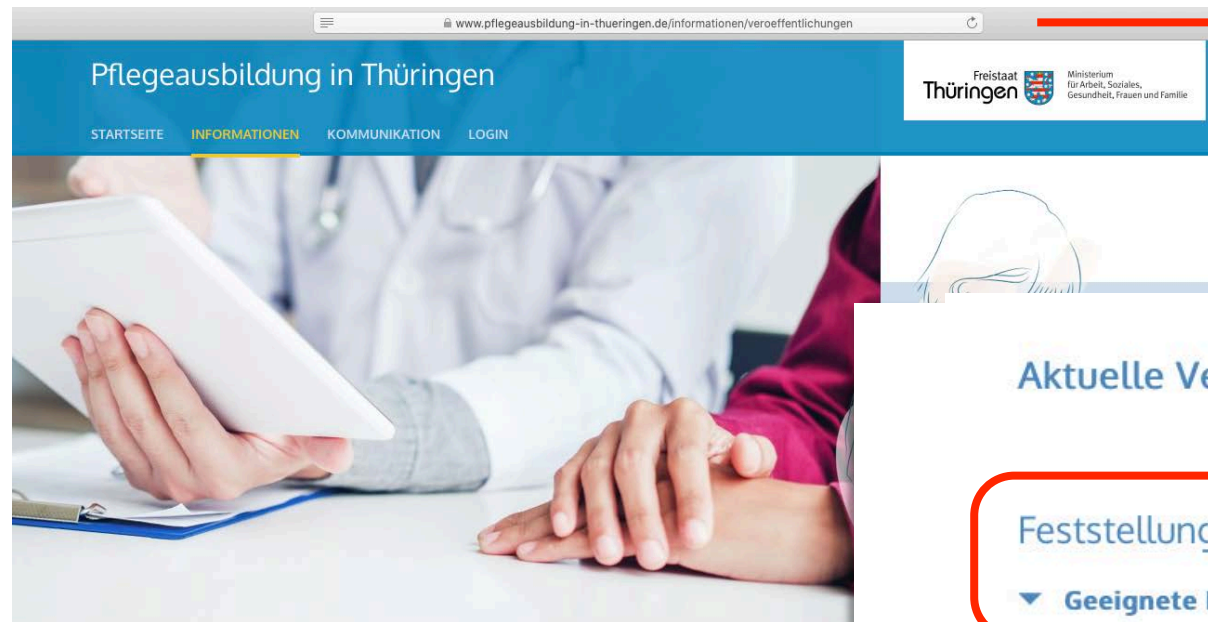 www.pflegeausbildung-in-thueringen.de/informationen/veroeffentlichungen
Pflegeausbildung in Thüringen
Freistaat
Thüringen
Ministerium
für Arbeit, Soziales,
Gesundheit, Frauen und Familie
STARTSEITE INFORMATIONEN KOMMUNIKATION LOGIN
Aktuelle
Feststellung
Geeignete